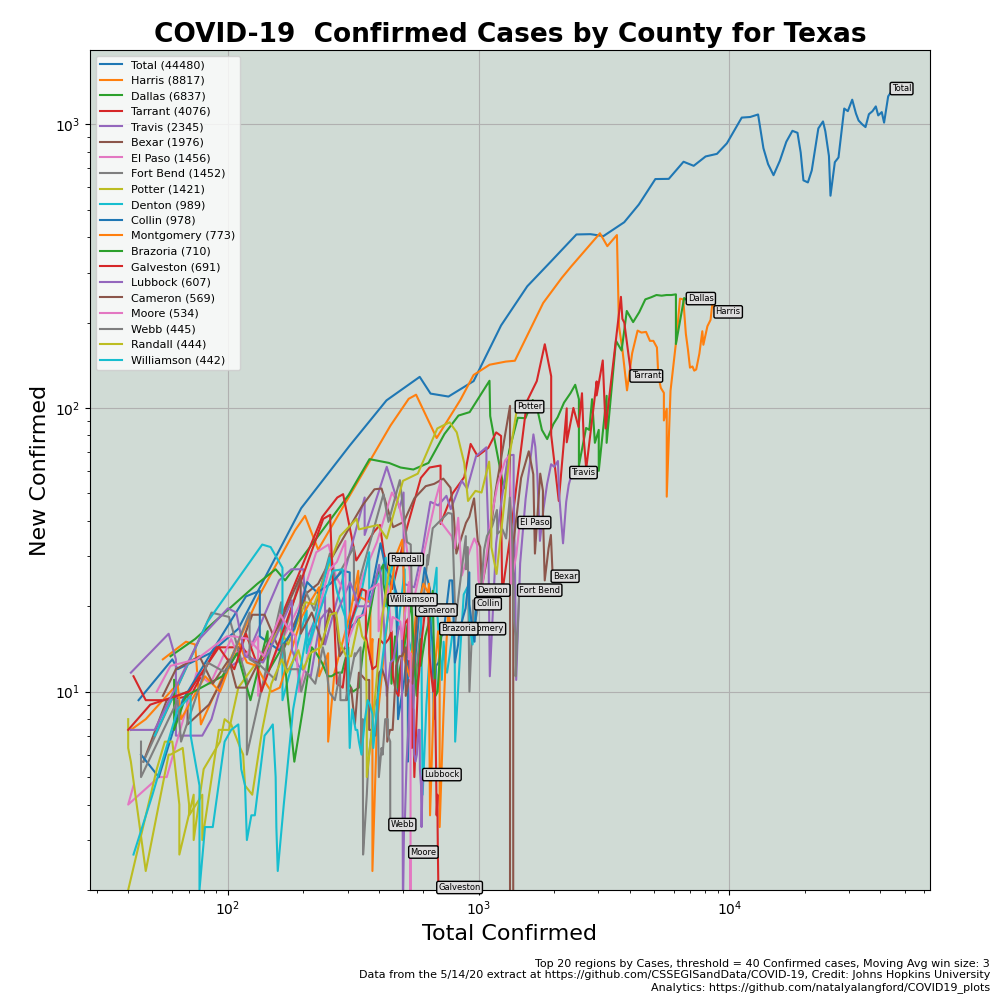 COVID-19  Confirmed Cases by County for Texas
Total (44480)
Harris (8817)
Dallas (6837)
Tarrant (4076)
Travis (2345)
Bexar (1976)
El Paso (1456)
Fort Bend (1452)
Potter (1421)
Denton (989)
Collin (978)
Montgomery (773)
Brazoria (710)
Galveston (691)
Lubbock (607)
Cameron (569)
Moore (534)
Webb (445)
Randall (444)
Williamson (442)
Total
Dallas
Harris
Tarrant
Potter
Travis
El Paso
Randall
Bexar
Denton
Fort Bend
Williamson
Collin
Cameron
Brazoria
mery
Lubbock
Webb
Moore
Galveston
10³
10²
10¹
New Confirmed
10²
10³
10⁴
Total Confirmed
Top 20 regions by Cases, threshold = 40 Confirmed cases, Moving Avg win size: 3
Data from the 5/14/20 extract at https://github.com/CSSEGISandData/COVID-19, Credit: Johns Hopkins University
Analytics: https://github.com/natalyalangford/COVID19_plots